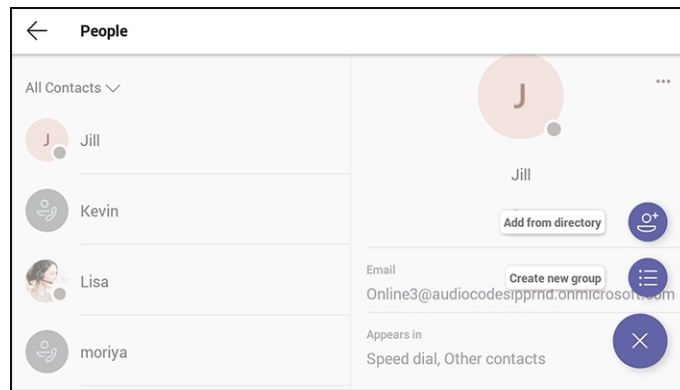 People
All Contacts
J
Jill
Kevin
Lisa
moriya
J
Jill
Add from directory
Create new group
Email
Online3@audiocodesipprnd.onmicrosoft.com
Appears in
Speed dial, Other contacts